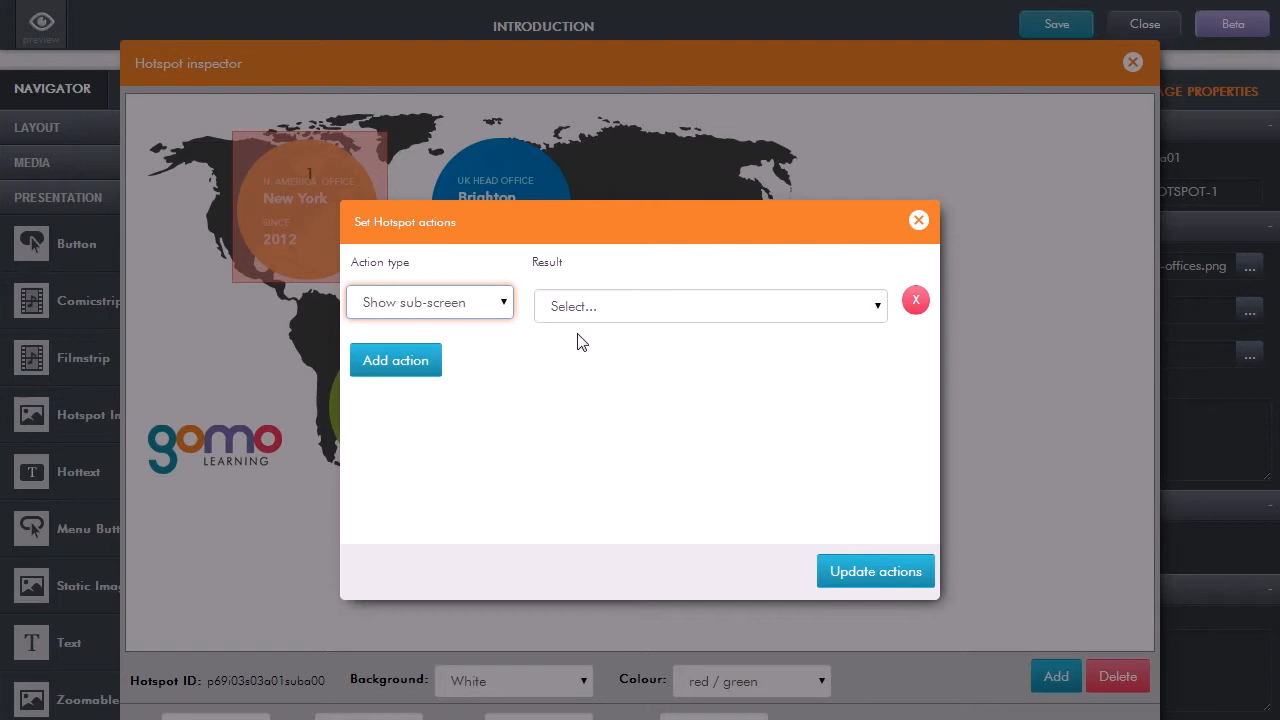 preview
INTRODUCTION
Save
Close
Beta
Hotspot inspector
NAVIGATOR
LAYOUT
MEDIA
PRESENTATION
Button
Comicstrip
Filmstrip
Hotspot Im
Hottext
Menu Butt
Static Imag
Text
Zoomable
AGE PROPERTIES
a01
OTSPOT-1
-offices.png
...
...
...
1
N. AMERICA OFFICE
New York
SINCE
2012
UK HEAD OFFICE
Brighton
gomo
LEARNING
Set Hotspot actions
Action type
Result
Show sub-screen
Select...
X
Add action
Update actions
Hotspot ID: p69i03s03a01suba00
Background:
White
Colour:
red / green
Add
Delete
T
T